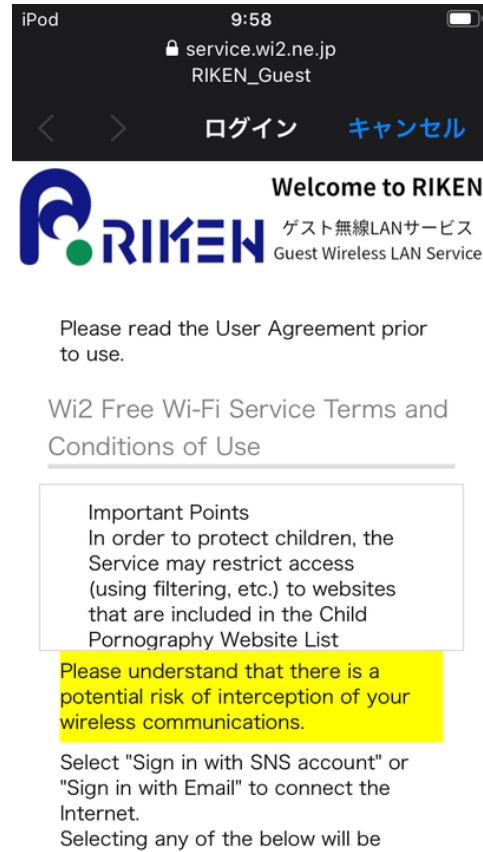 iPod
9:58
service.wi2.ne.jp
RIKEN_Guest
ログイン
キャンセル
RIKEN
Welcome to RIKEN
ゲスト無線LANサービス
Guest Wireless LAN Service
Please read the User Agreement prior
to use.
Wi2 Free Wi-Fi Service Terms and
Conditions of Use
Important Points
In order to protect children, the
Service may restrict access
(using filtering, etc.) to websites
that are included in the Child
Pornography Website List
Please understand that there is a
potential risk of interception of your
wireless communications.
Select "Sign in with SNS account" or
"Sign in with Email" to connect the
Internet.
Selecting any of the below will be